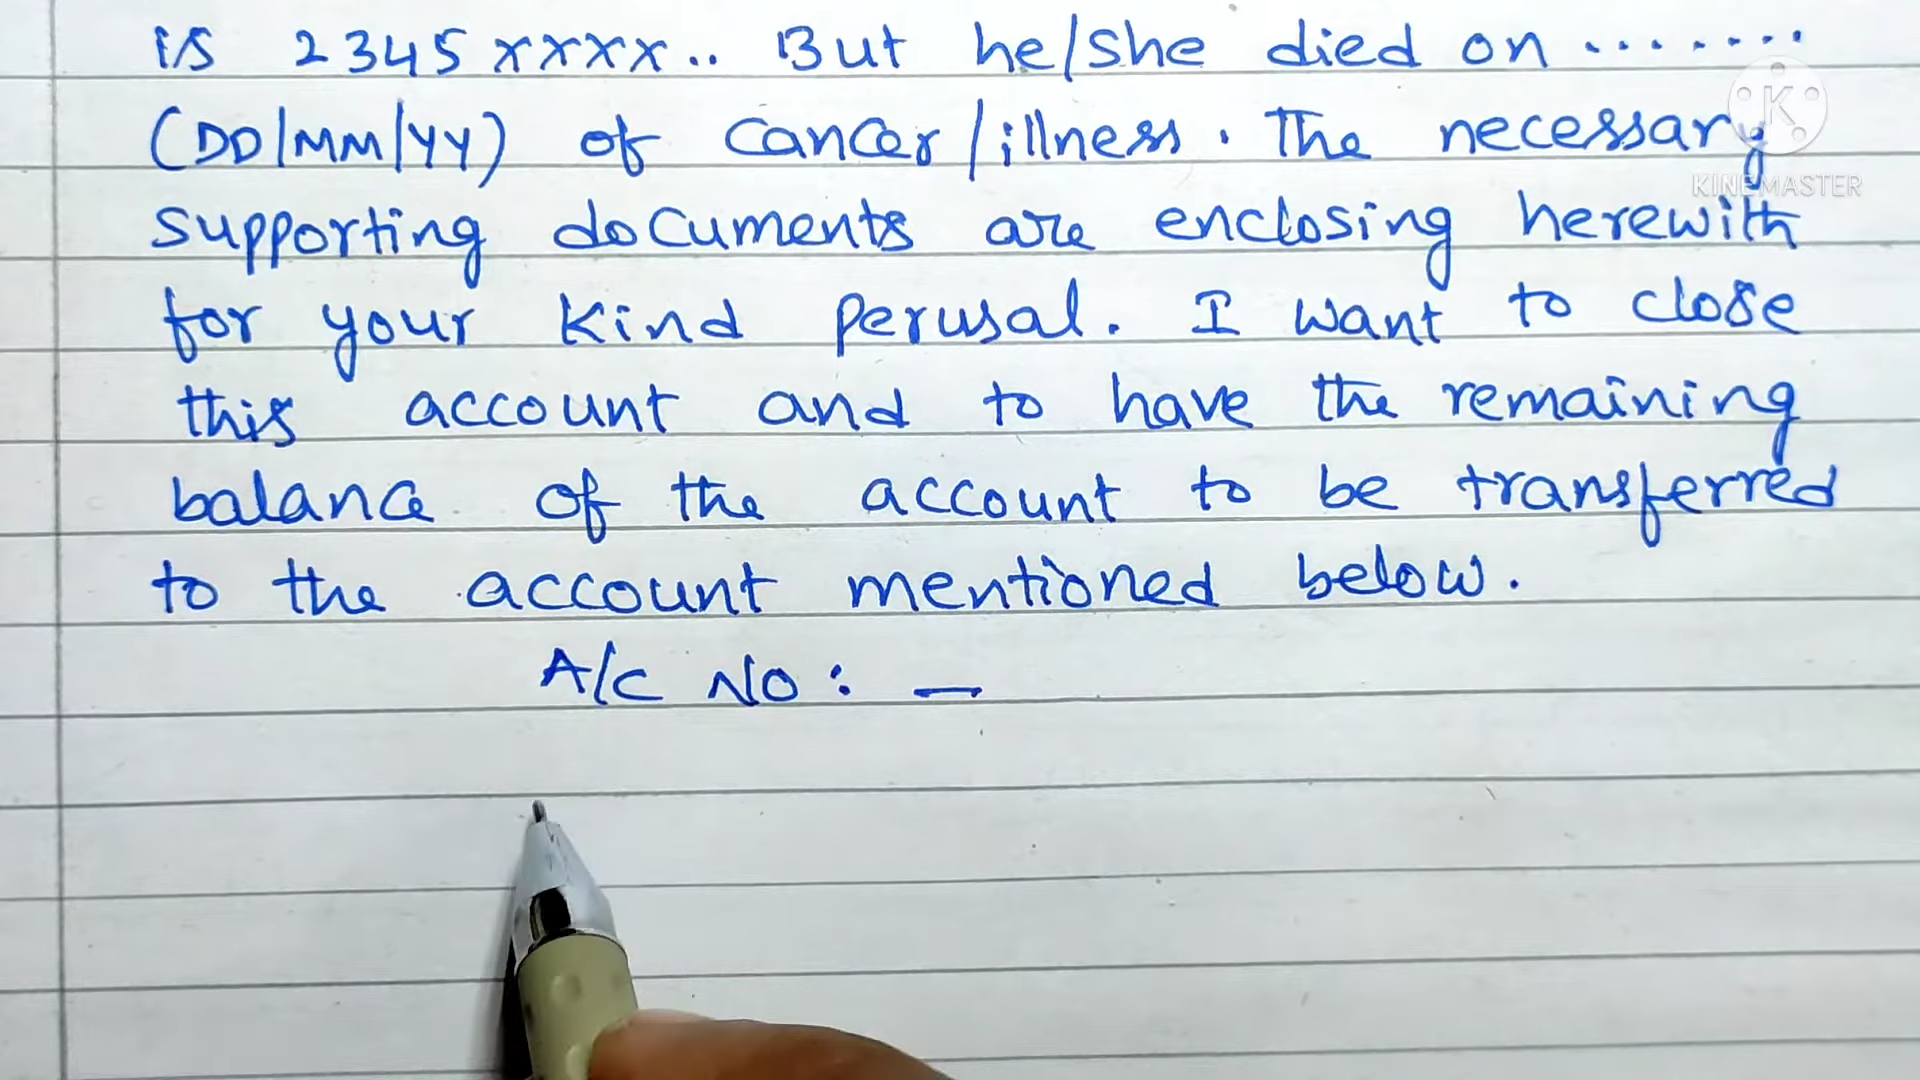 is 2345xxxx.. But he/she died on ........
(DD/MM/YY) of cancer/illness. The necessary
supporting documents are enclosing herewith
for your kind perusal. I want to close
this account and to have the remaining
balance of the account to be transferred
to the account mentioned below.
A/C NO: —
K
KINEMASTER